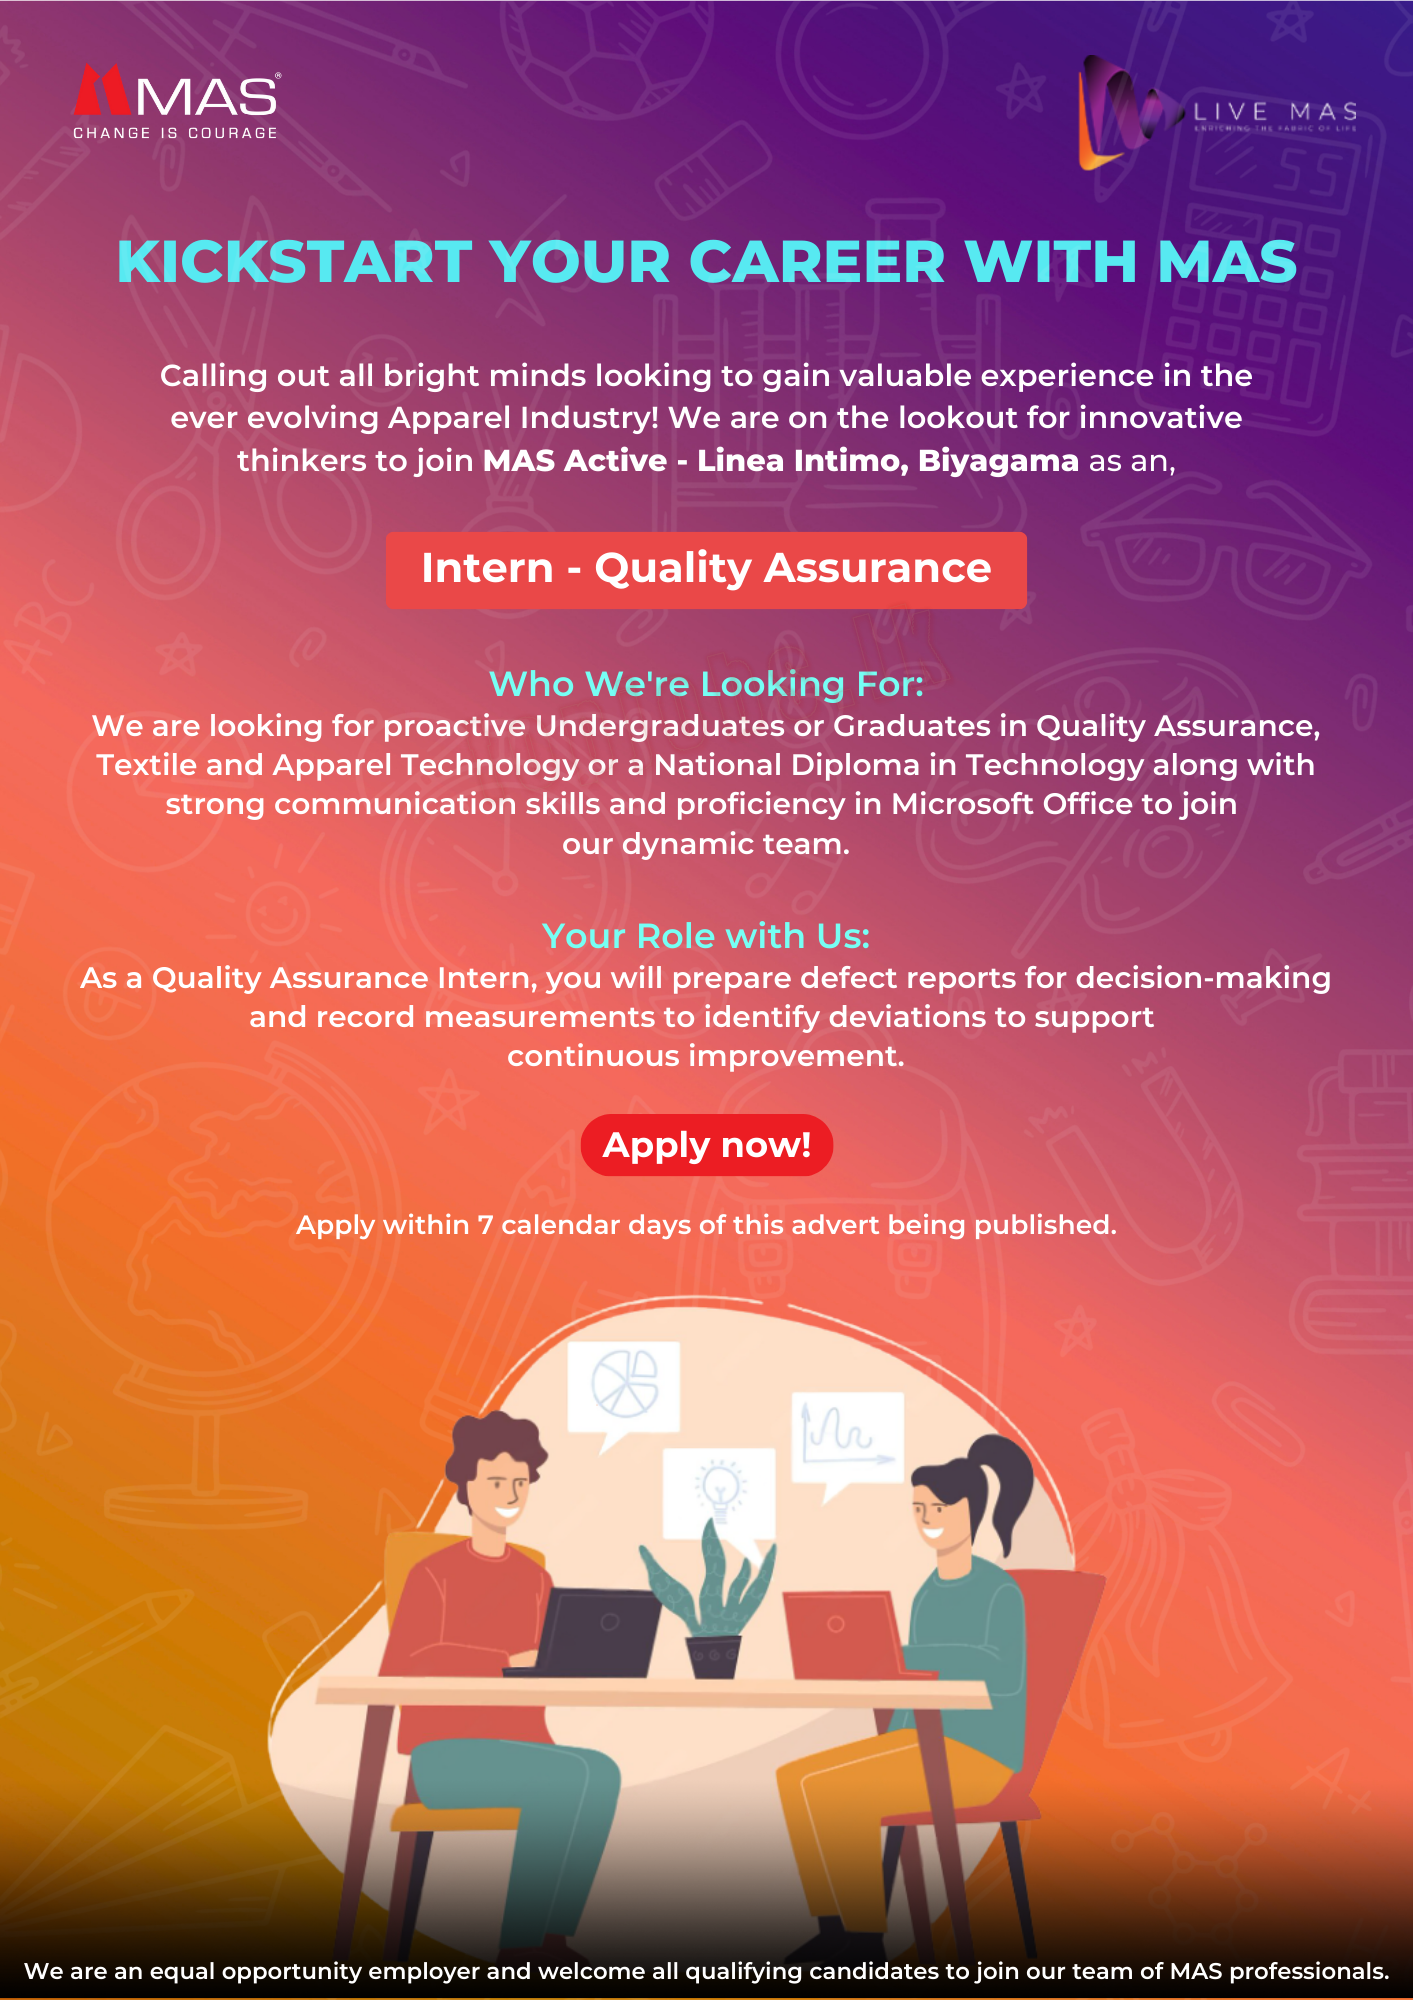 MAS®
CHANGE IS COURAGE
LIVE MAS
ENRICHING THE FABRIC OF LIFE
KICKSTART YOUR CAREER WITH MAS
Calling out all bright minds looking to gain valuable experience in the
ever evolving Apparel Industry! We are on the lookout for innovative
thinkers to join MAS Active - Linea Intimo, Biyagama as an,
Intern - Quality Assurance
Who We're Looking For:
We are looking for proactive Undergraduates or Graduates in Quality Assurance,
Textile and Apparel Technology or a National Diploma in Technology along with
strong communication skills and proficiency in Microsoft Office to join
our dynamic team.
Your Role with Us:
As a Quality Assurance Intern, you will prepare defect reports for decision-making
and record measurements to identify deviations to support
continuous improvement.
Apply now!
Apply within 7 calendar days of this advert being published.
We are an equal opportunity employer and welcome all qualifying candidates to join our team of MAS professionals.
55
ABC
A+